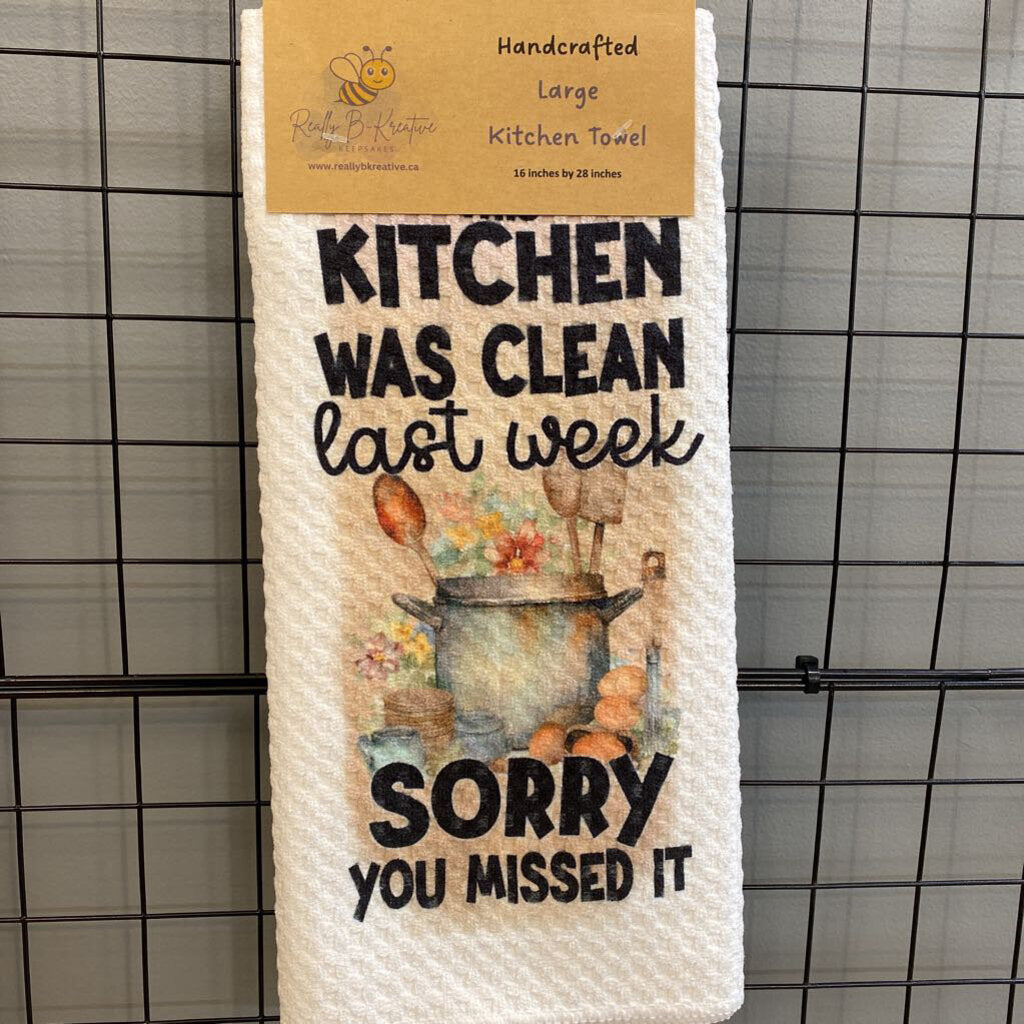 Handcrafted
Large
Kitchen Towel
16 inches by 28 inches
Really B-Kreative
KEEPSAKES
www.reallybkreative.ca
KITCHEN
WAS CLEAN
last week
SORRY
YOU MISSED IT